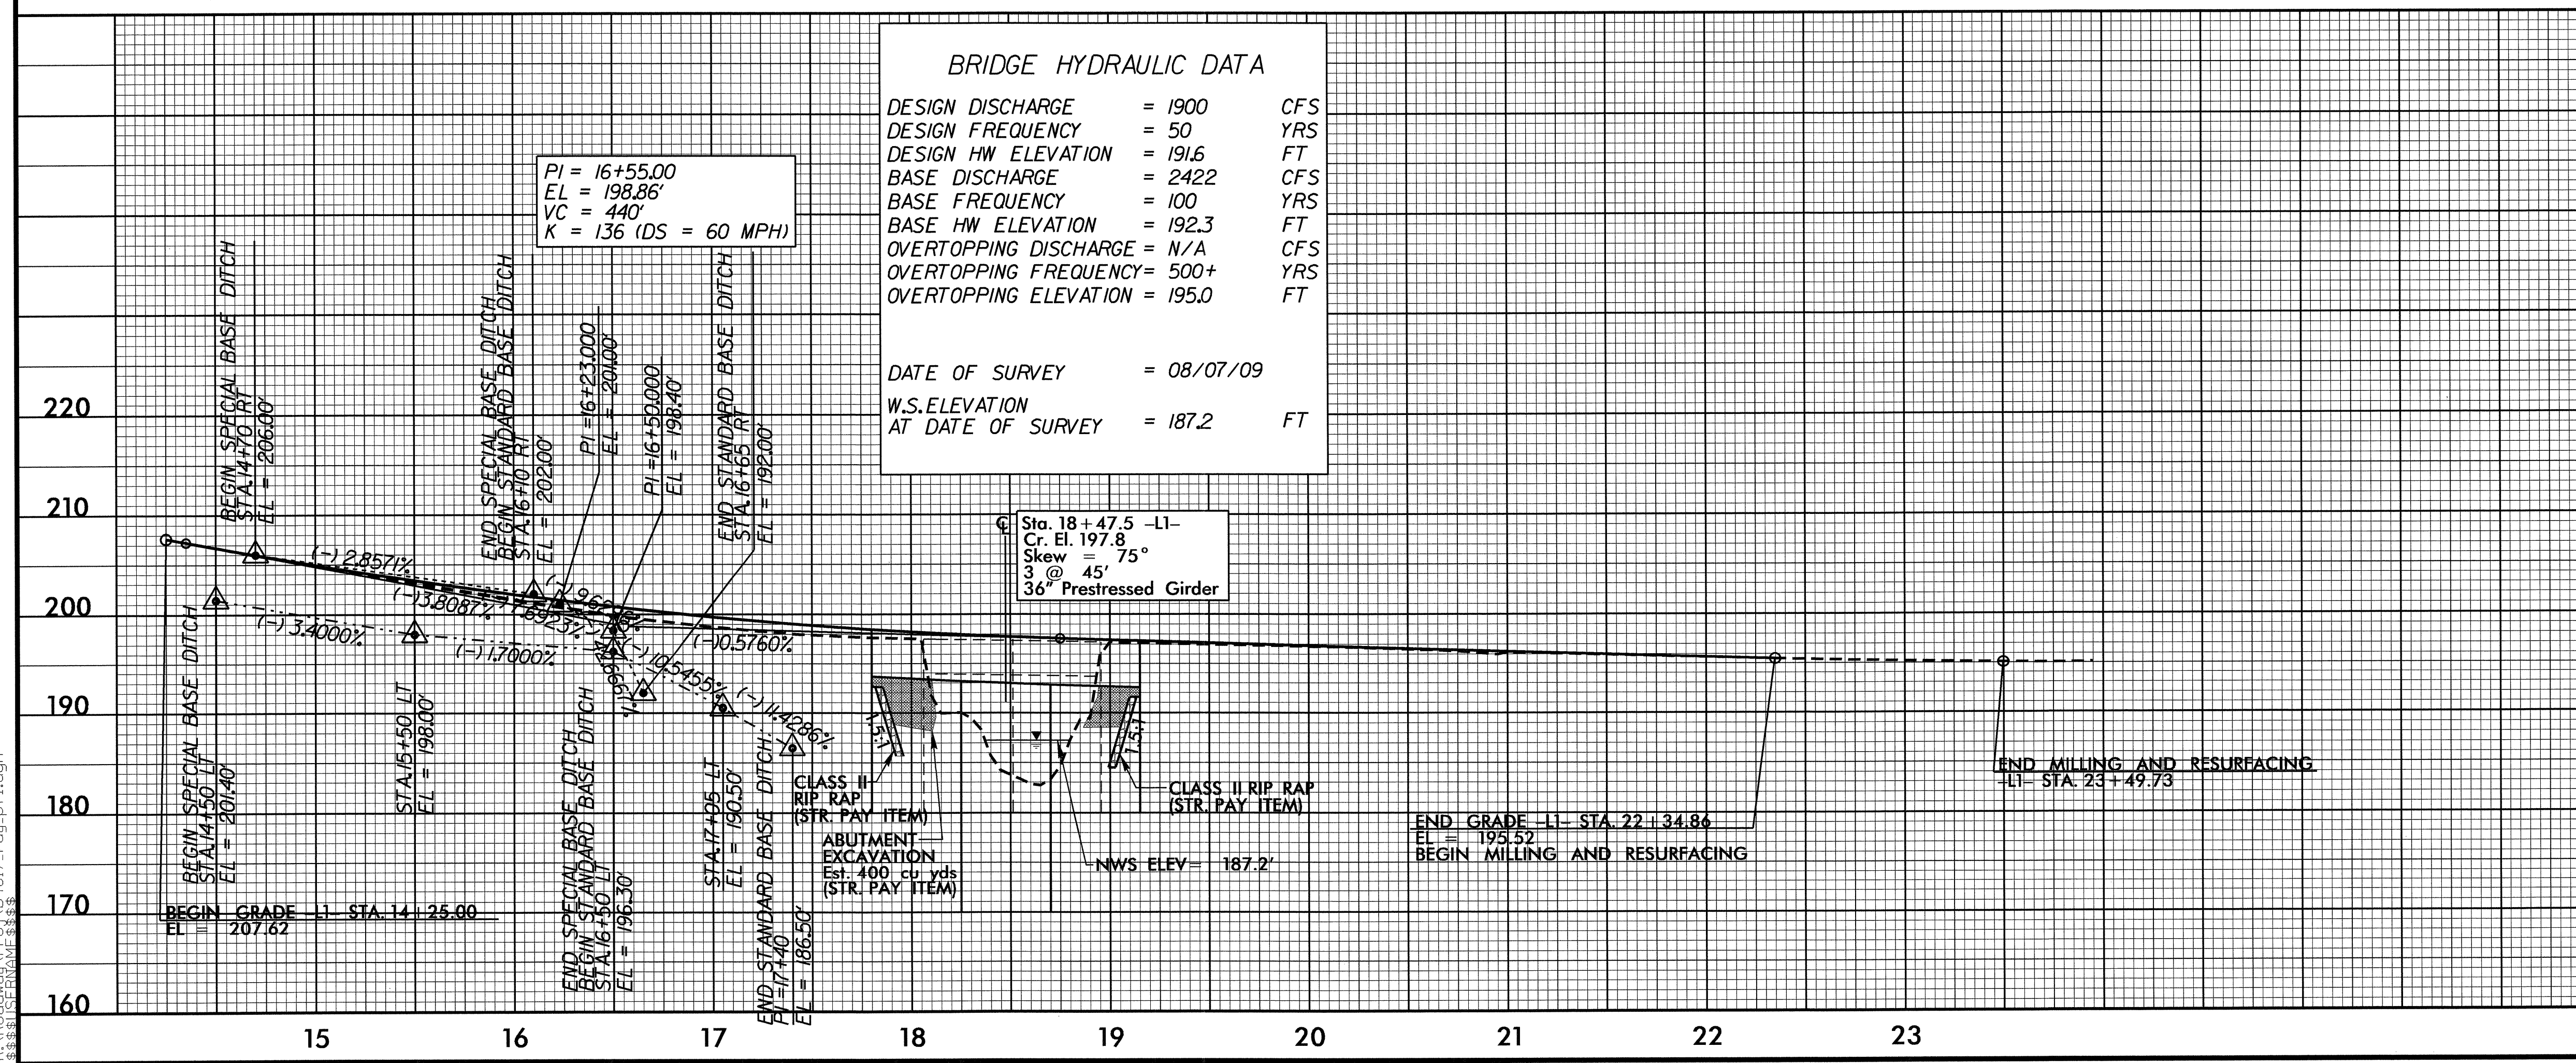 BRIDGE HYDRAULIC DATA
DESIGN DISCHARGE = 1900 CFS
DESIGN FREQUENCY = 50 YRS
DESIGN HW ELEVATION = 191.6 FT
BASE DISCHARGE = 2422 CFS
BASE FREQUENCY = 100 YRS
BASE HW ELEVATION = 192.3 FT
OVERTOPPING DISCHARGE = N/A CFS
OVERTOPPING FREQUENCY= 500+ YRS
OVERTOPPING ELEVATION = 195.0 FT
DATE OF SURVEY = 08/07/09
W.S.ELEVATION
AT DATE OF SURVEY = 187.2 FT
PI = 16+55.00
EL = 198.86'
VC = 440'
K = 136 (DS = 60 MPH)
BEGIN SPECIAL BASE DITCH
STA.14+70 RT
EL = 206.00'
END SPECIAL BASE DITCH
BEGIN STANDARD BASE DITCH
STA.16+10 RT
EL = 202.00'
PI =16+23.000
EL = 201.00'
PI =16+50.000
EL = 198.40'
END STANDARD BASE DITCH
STA.16+65 RT
EL = 192.00'
℄ Sta. 18+47.5 -L1-
Cr. El. 197.8
Skew = 75°
3 @ 45'
36" Prestressed Girder
220
210
200
190
180
170
160
(-)2.8571%
(-)3.8087%
(-)7.6923%
(-)0.5760%
(-)3.4000%
(-)1.7000%
(-)10.5455%
(-)11.4286%
BEGIN SPECIAL BASE DITCH
STA.14+50 LT
EL = 201.40'
STA.15+50 LT
EL = 198.00'
END SPECIAL BASE DITCH
BEGIN STANDARD BASE DITCH
STA.16+50 LT
EL = 196.30'
STA.17+05 LT
EL = 190.50'
END STANDARD BASE DITCH:
PI =17+40
EL = 186.50'
1.5:1
1.5:1
CLASS II
RIP RAP
(STR. PAY ITEM)
ABUTMENT
EXCAVATION
Est. 400 cu yds
(STR. PAY ITEM)
CLASS II RIP RAP
(STR. PAY ITEM)
NWS ELEV= 187.2'
BEGIN GRADE -L1- STA. 14+25.00
EL = 207.62
END GRADE -L1- STA. 22+34.86
EL = 195.52
BEGIN MILLING AND RESURFACING
END MILLING AND RESURFACING
-L1- STA. 23+49.73
15 16 17 18 19 20 21 22 23